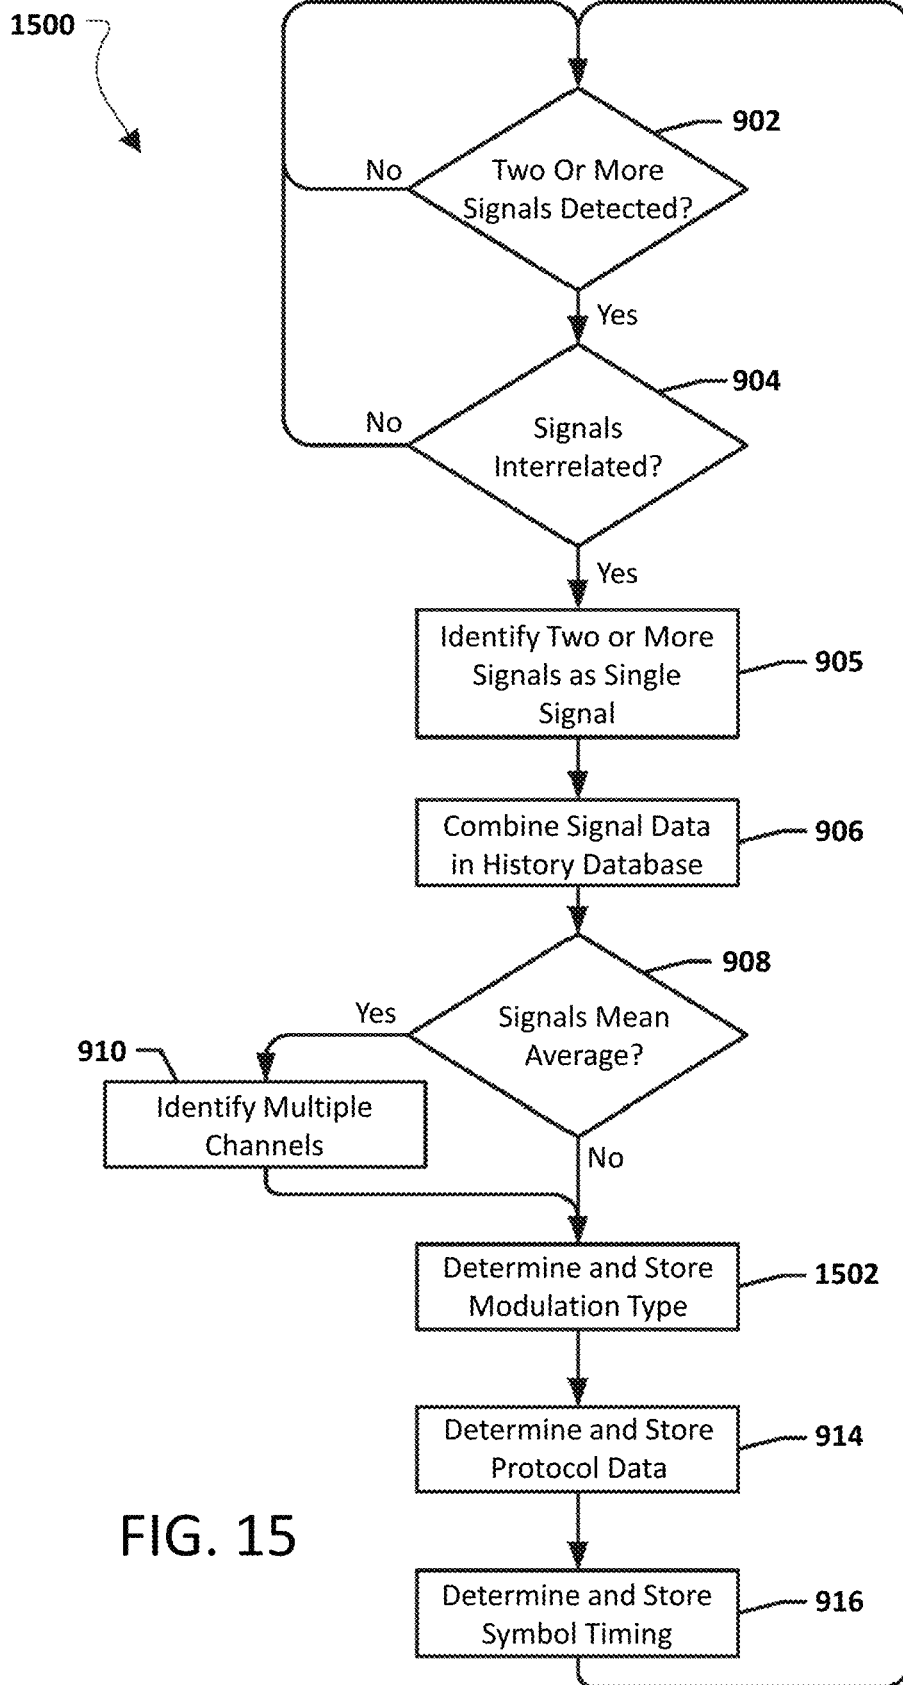 1500
902
No
Two Or More
Signals Detected?
Yes
904
No
Signals
Interrelated?
Yes
Identify Two or More
Signals as Single
Signal
905
Combine Signal Data
in History Database
906
908
Yes
Signals Mean
Average?
910
Identify Multiple
Channels
No
Determine and Store
Modulation Type
1502
Determine and Store
Protocol Data
914
FIG. 15
Determine and Store
Symbol Timing
916